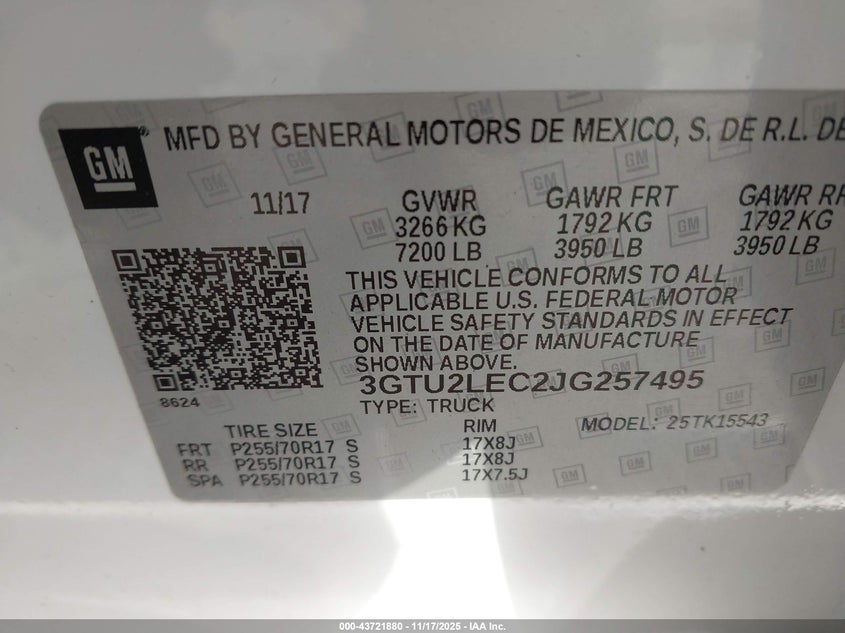 GM® MFD BY GENERAL MOTORS DE MEXICO, S. DE R.L. DE
11/17 GVWR GAWR FRT GAWR RR
3266 KG 1792 KG 1792 KG
7200 LB 3950 LB 3950 LB
THIS VEHICLE CONFORMS TO ALL
APPLICABLE U.S. FEDERAL MOTOR
VEHICLE SAFETY STANDARDS IN EFFECT
ON THE DATE OF MANUFACTURE
SHOWN ABOVE.
3GTU2LEC2JG257495
8624
TYPE: TRUCK MODEL: 25TK15543
TIRE SIZE RIM
FRT P255/70R17 S 17X8J
RR P255/70R17 S 17X8J
SPA P255/70R17 S 17X7.5J
000-43721880 - 11/17/2025 - IAA Inc.